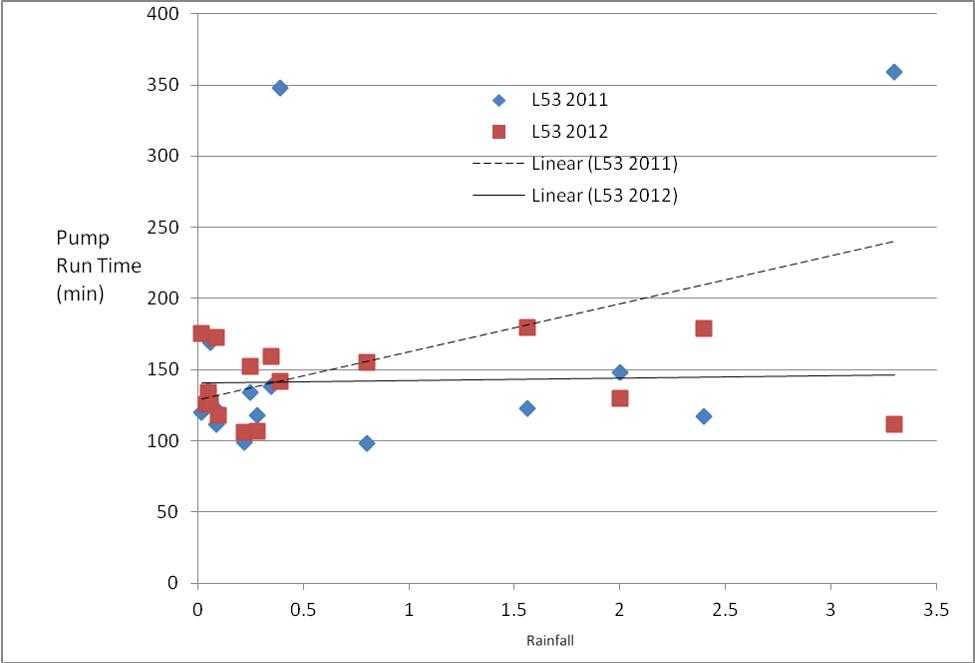 400
350
300
250
200
150
100
50
0
Pump
Run Time
(min)
L53 2011
L53 2012
Linear (L53 2011)
Linear (L53 2012)
0 0.5 1 1.5 2 2.5 3 3.5
Rainfall